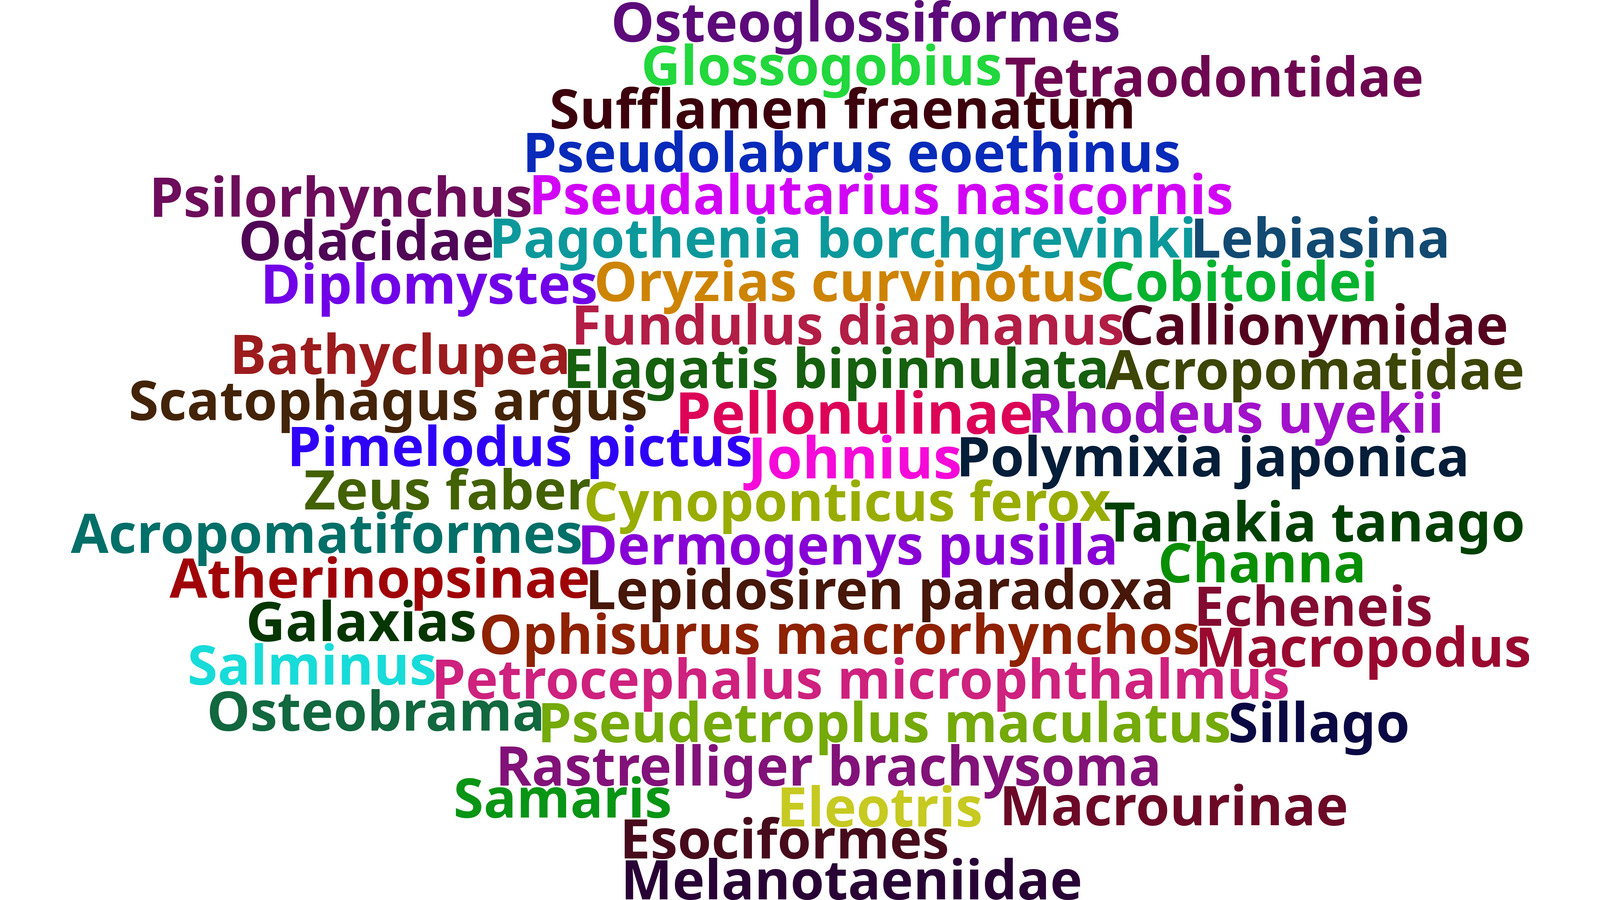 Osteoglossiformes
Glossogobius
Tetraodontidae
Sufflamen fraenatum
Pseudolabrus eoethinus
Psilorhynchus
Pseudalutarius nasicornis
Odacidae
Pagothenia borchgrevinki
Lebiasina
Diplomystes
Oryzias curvinotus
Cobitoidei
Fundulus diaphanus
Callionymidae
Bathyclupea
Elagatis bipinnulata
Acropomatidae
Scatophagus argus
Pellonulinae
Rhodeus uyekii
Pimelodus pictus
Johnius
Polymixia japonica
Zeus faber
Cynoponticus ferox
Tanakia tanago
Acropomatiformes
Dermogenys pusilla
Channa
Atherinopsinae
Lepidosiren paradoxa
Echeneis
Galaxias
Ophisurus macrorhynchos
Macropodus
Salminus
Petrocephalus microphthalmus
Osteobrama
Pseudetroplus maculatus
Sillago
Rastrelliger brachysoma
Samaris
Eleotris
Macrourinae
Esociformes
Melanotaeniidae